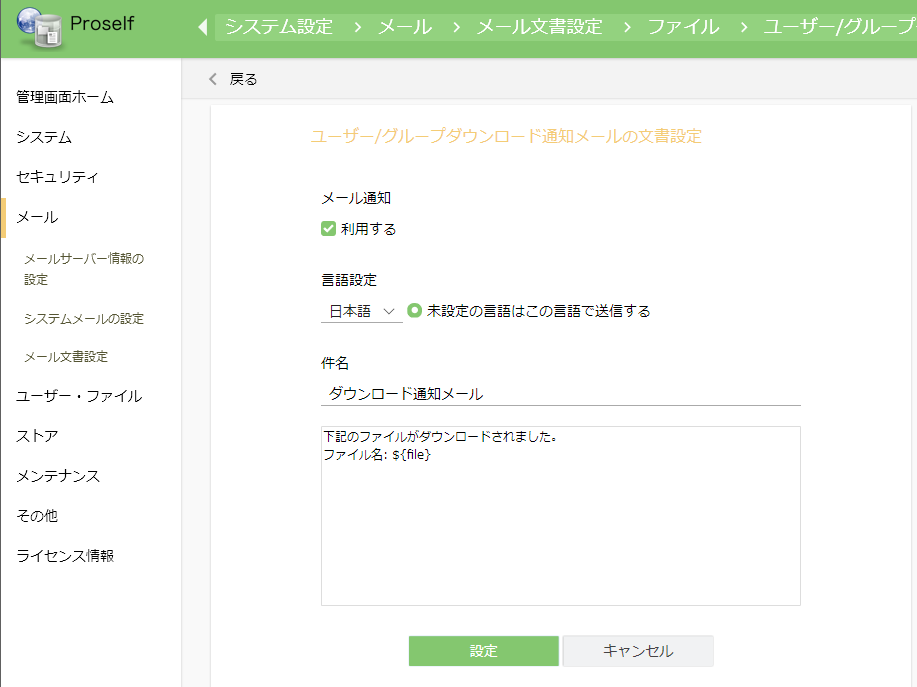 Proself
システム設定 > メール > メール文書設定 > ファイル > ユーザー/グループ
戻る
管理画面ホーム
システム
セキュリティ
メール
メールサーバー情報の
設定
システムメールの設定
メール文書設定
ユーザー・ファイル
ストア
メンテナンス
その他
ライセンス情報
ユーザー/グループダウンロード通知メールの文書設定
メール通知
利用する
言語設定
日本語 未設定の言語はこの言語で送信する
件名
ダウンロード通知メール
下記のファイルがダウンロードされました。
ファイル名: ${file}
設定 キャンセル